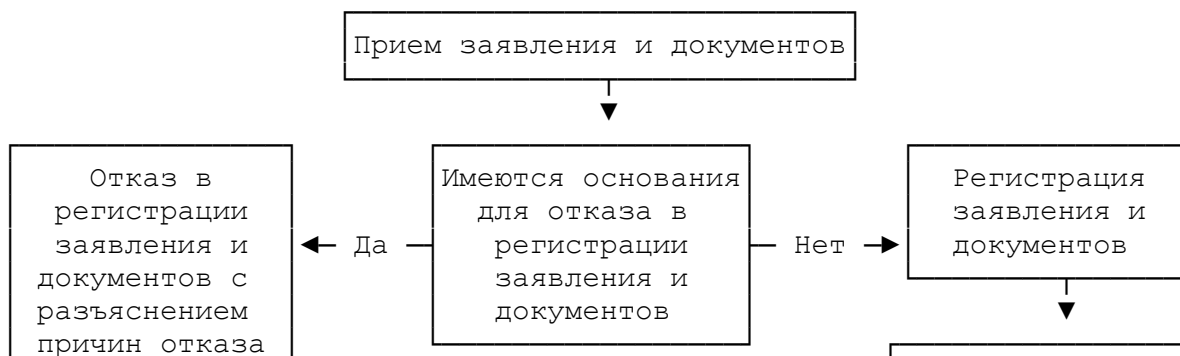 Прием заявления и документов
Отказ в
регистрации
заявления и
документов с
разъяснением
причин отказа
Да
Имеются основания
для отказа в
регистрации
заявления и
документов
Нет
Регистрация
заявления и
документов